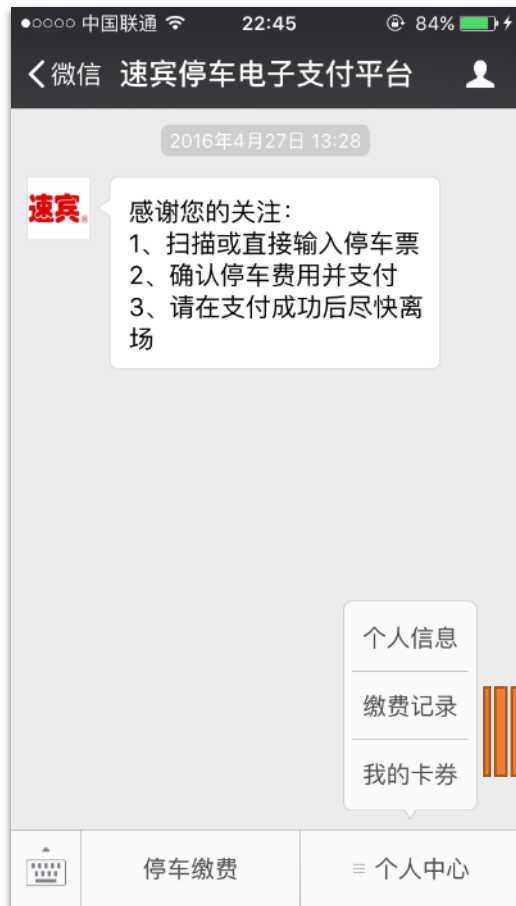 中国联通 22:45 84%
微信 速宾停车电子支付平台
2016年4月27日 13:28
速宾®
感谢您的关注：
1、扫描或直接输入停车票
2、确认停车费用并支付
3、请在支付成功后尽快离
场
个人信息
缴费记录
我的卡券
停车缴费 个人中心